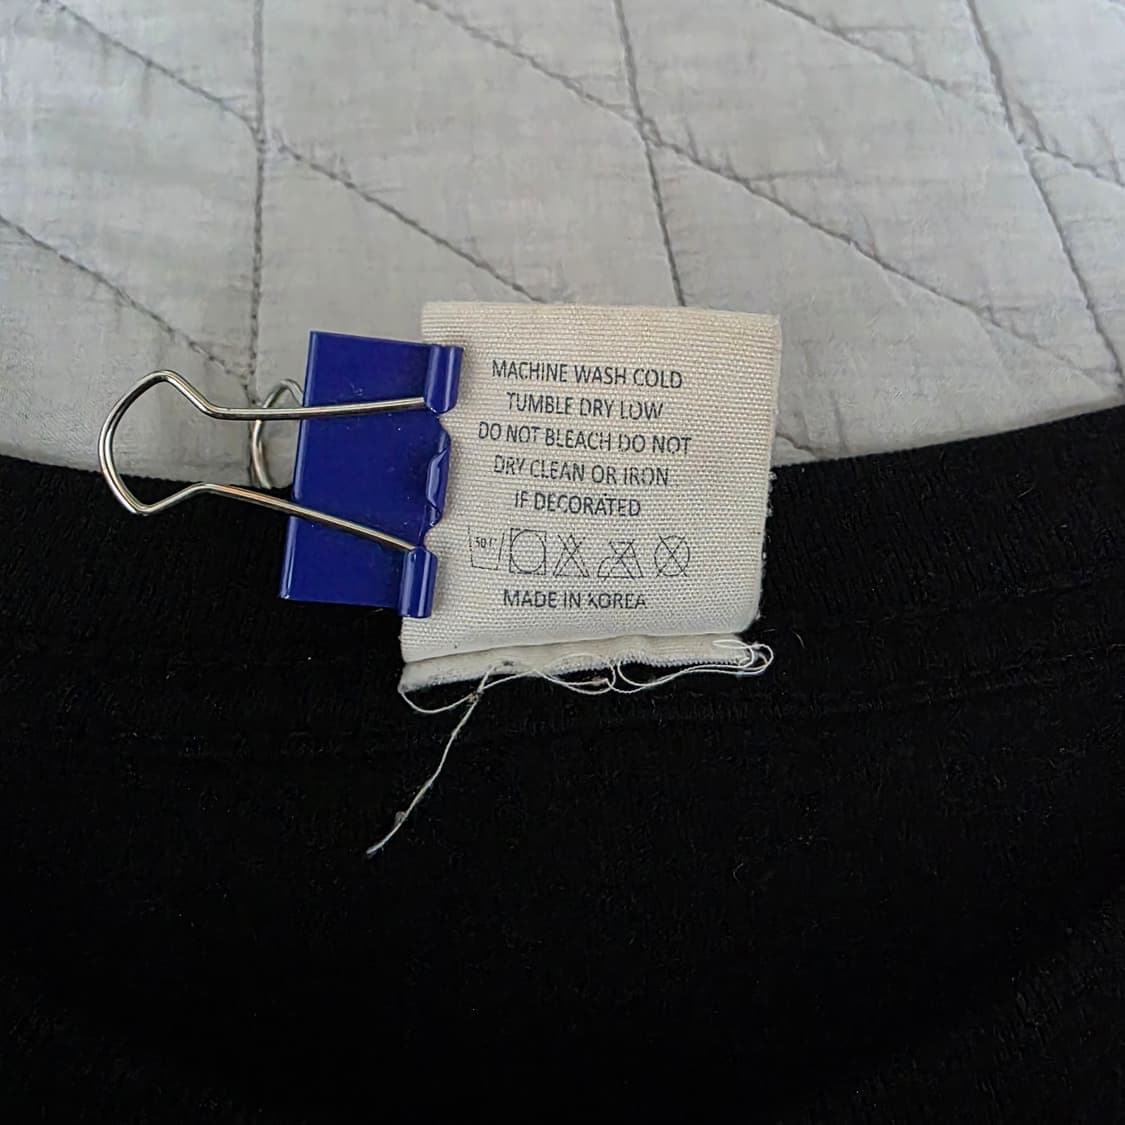 MACHINE WASH COLD
TUMBLE DRY LOW
DO NOT BLEACH DO NOT
DRY CLEAN OR IRON
IF DECORATED
50F
MADE IN KOREA